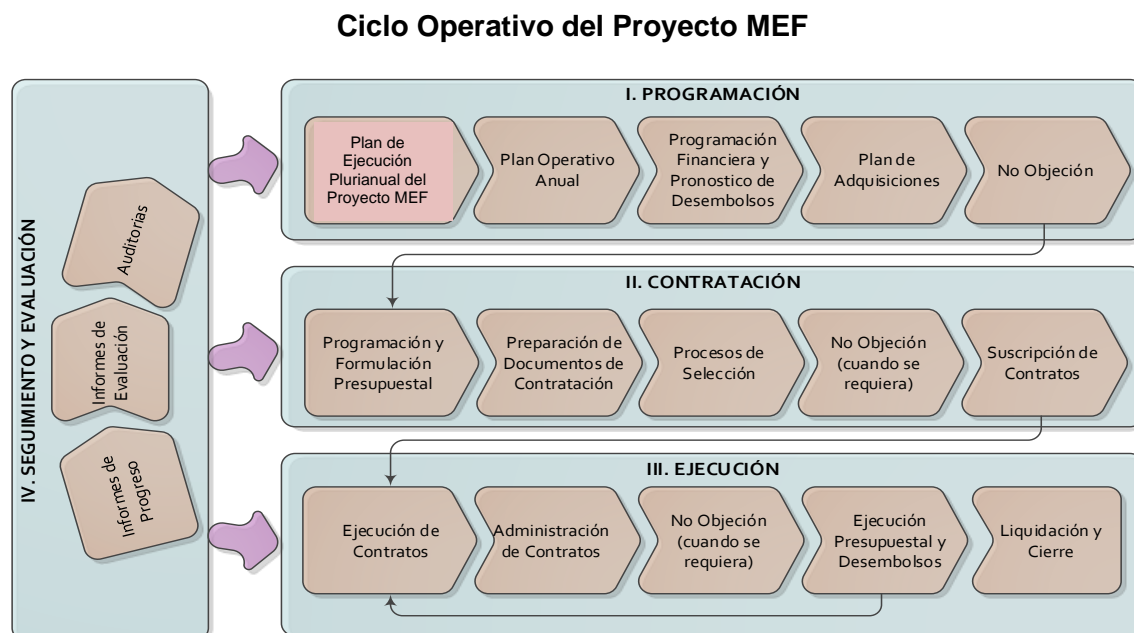 Ciclo Operativo del Proyecto MEF
IV. SEGUIMIENTO Y EVALUACIÓN
Auditorias
Informes de
Evaluación
Informes de
Progreso
I. PROGRAMACIÓN
Plan de
Ejecución
Plurianual del
Proyecto MEF
Plan Operativo
Anual
Programación
Financiera y
Pronostico de
Desembolsos
Plan de
Adquisiciones
No Objeción
II. CONTRATACIÓN
Programación y
Formulación
Presupuestal
Preparación de
Documentos de
Contratación
Procesos de
Selección
No Objeción
(cuando se
requiera)
Suscripción de
Contratos
III. EJECUCIÓN
Ejecución de
Contratos
Administración
de Contratos
No Objeción
(cuando se
requiera)
Ejecución
Presupuestal y
Desembolsos
Liquidación y
Cierre